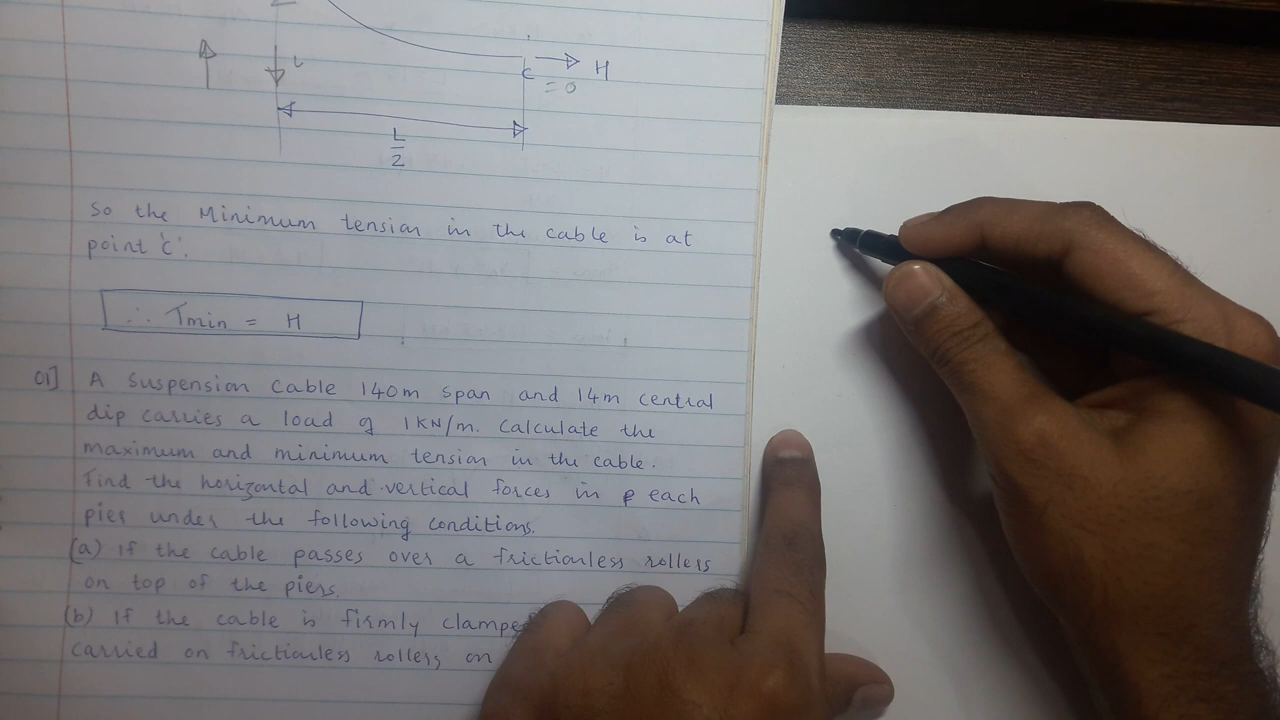 L
C
H
= 0
L
2
So the Minimum tension in the cable is at
point 'C'.
∴ Tmin = H
01] A suspension cable 140m span and 14m central
dip carries a load of 1KN/m. Calculate the
maximum and minimum tension in the cable.
Find the horizontal and vertical forces in each
pier under the following conditions.
(a) If the cable passes over a frictionless rollers
on top of the piers.
(b) If the cable is firmly clampe
carried on frictionless rollers on